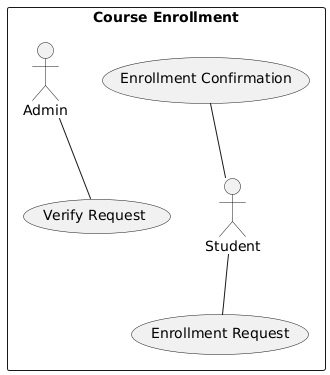 Course Enrollment
Enrollment Confirmation
Admin
Verify Request
Student
Enrollment Request